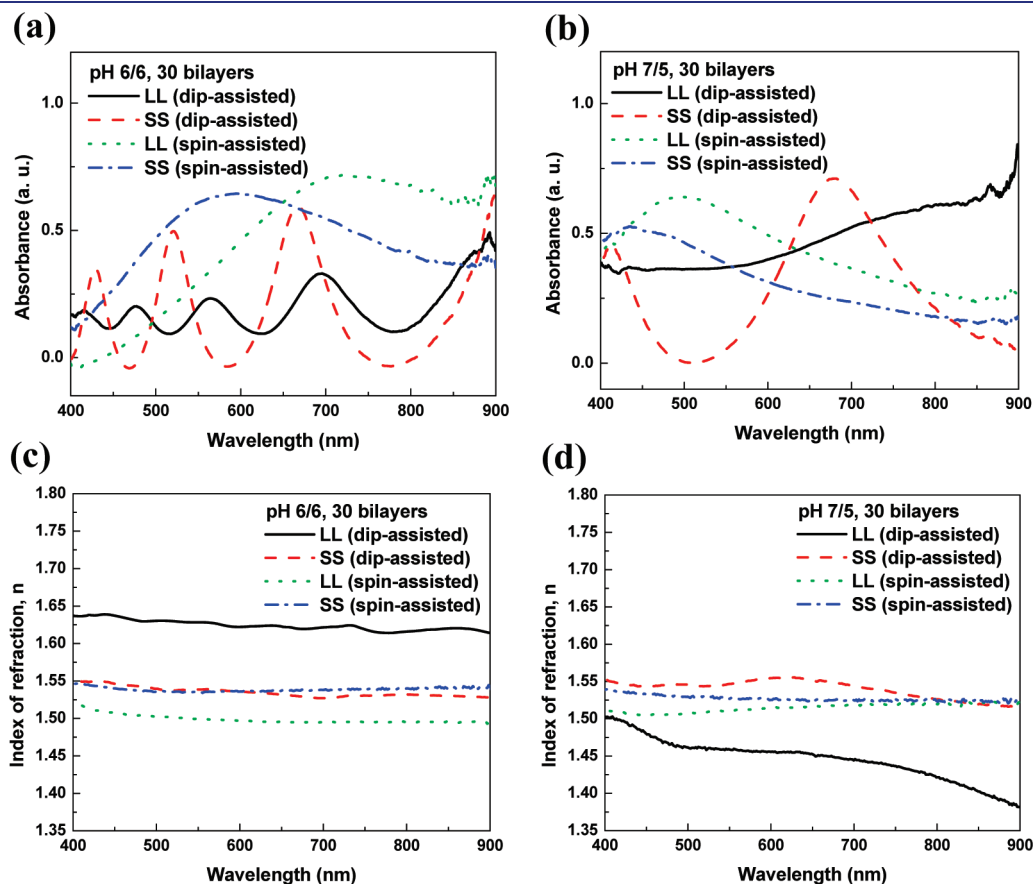 (a)
pH 6/6, 30 bilayers
LL (dip-assisted)
SS (dip-assisted)
LL (spin-assisted)
SS (spin-assisted)
Absorbance (a. u.)
1.0
0.5
0.0
400 500 600 700 800 900
Wavelength (nm)
(b)
pH 7/5, 30 bilayers
LL (dip-assisted)
SS (dip-assisted)
LL (spin-assisted)
SS (spin-assisted)
Absorbance (a. u.)
1.0
0.5
0.0
400 500 600 700 800 900
Wavelength (nm)
(c)
pH 6/6, 30 bilayers
LL (dip-assisted)
SS (dip-assisted)
LL (spin-assisted)
SS (spin-assisted)
Index of refraction, n
1.80
1.75
1.70
1.65
1.60
1.55
1.50
1.45
1.40
1.35
400 500 600 700 800 900
Wavelength (nm)
(d)
pH 7/5, 30 bilayers
LL (dip-assisted)
SS (dip-assisted)
LL (spin-assisted)
SS (spin-assisted)
Index of refraction, n
1.80
1.75
1.70
1.65
1.60
1.55
1.50
1.45
1.40
1.35
400 500 600 700 800 900
Wavelength (nm)